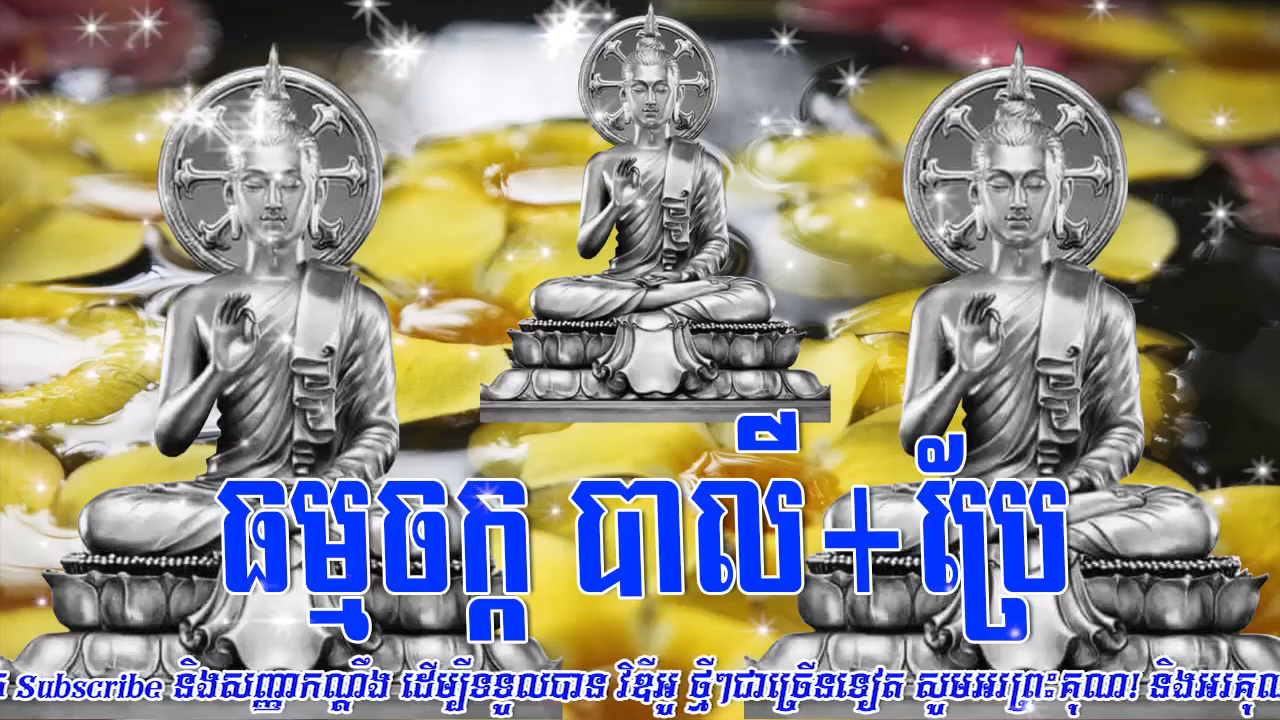 ធម្មចក្ក បាលី+ប្រែ
Subscribe និងសញ្ញាកណ្ដឹង ដើម្បីទទួលបាន វិឌីអូ ថ្មីៗជាច្រើនទៀត សូមអរព្រះគុណ! និងអរគុណ